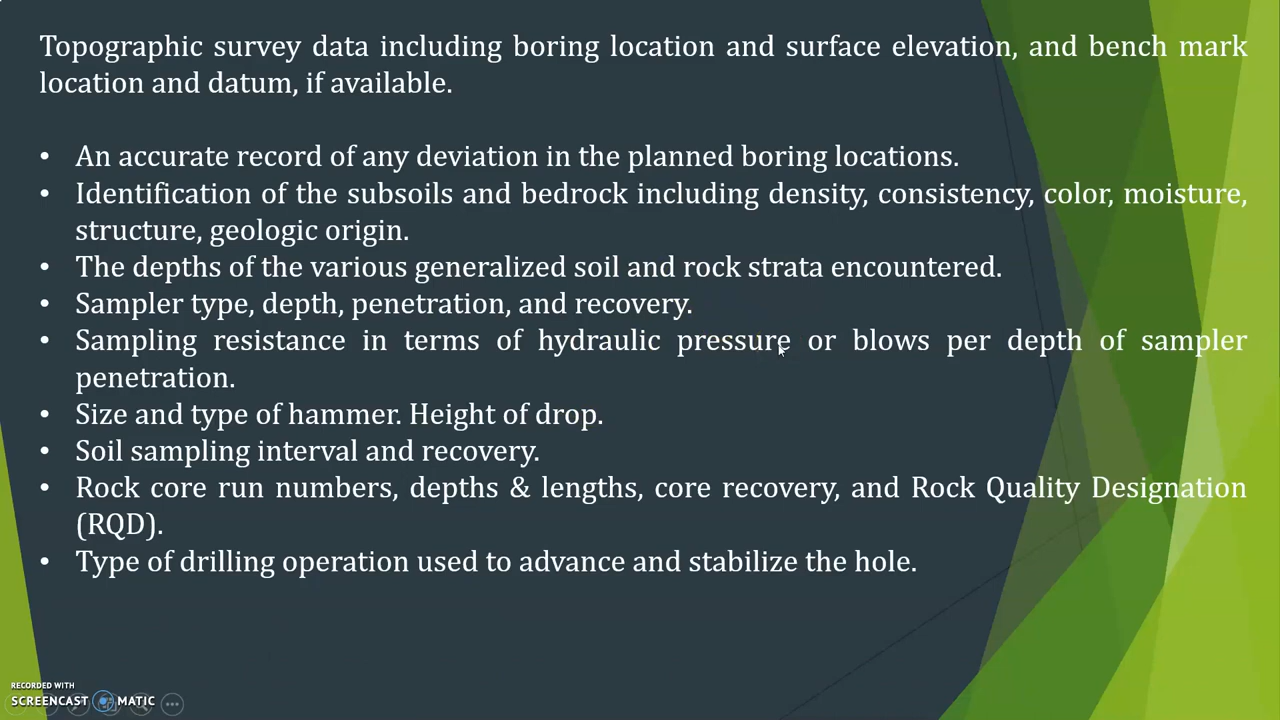 Topographic survey data including boring location and surface elevation, and bench mark
location and datum, if available.
• An accurate record of any deviation in the planned boring locations.
• Identification of the subsoils and bedrock including density, consistency, color, moisture,
structure, geologic origin.
• The depths of the various generalized soil and rock strata encountered.
• Sampler type, depth, penetration, and recovery.
• Sampling resistance in terms of hydraulic pressure or blows per depth of sampler
penetration.
• Size and type of hammer. Height of drop.
• Soil sampling interval and recovery.
• Rock core run numbers, depths & lengths, core recovery, and Rock Quality Designation
(RQD).
• Type of drilling operation used to advance and stabilize the hole.
RECORDED WITH
SCREENCAST MATIC